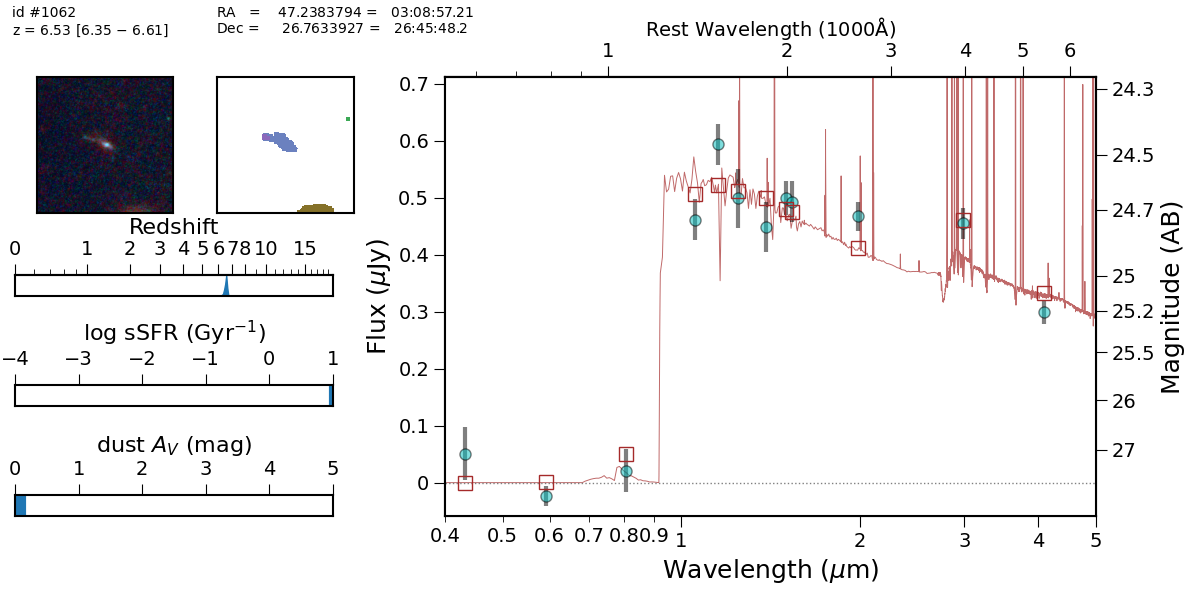 id #1062
z = 6.53 [6.35 − 6.61]
RA = 47.2383794 = 03:08:57.21
Dec = 26.7633927 = 26:45:48.2
Redshift
0 1 2 3 4 5 6 7 8 10 15
log sSFR (Gyr⁻¹)
−4 −3 −2 −1 0 1
dust A_V (mag)
0 1 2 3 4 5
Rest Wavelength (1000Å)
1 2 3 4 5 6
Flux (μJy)
0.7
0.6
0.5
0.4
0.3
0.2
0.1
0
24.3
24.5
24.7
25
25.2
25.5
26
27
Magnitude (AB)
0.4 0.5 0.6 0.7 0.8 0.9 1 2 3 4 5
Wavelength (μm)